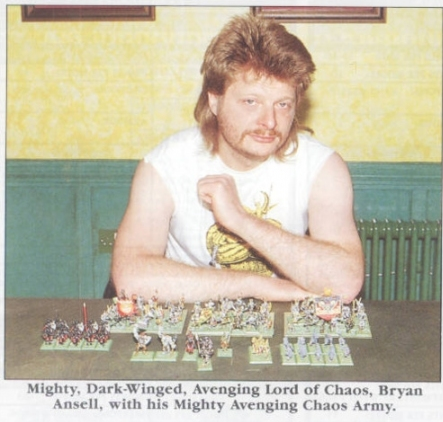 Mighty, Dark-Winged, Avenging Lord of Chaos, Bryan
Ansell, with his Mighty Avenging Chaos Army.